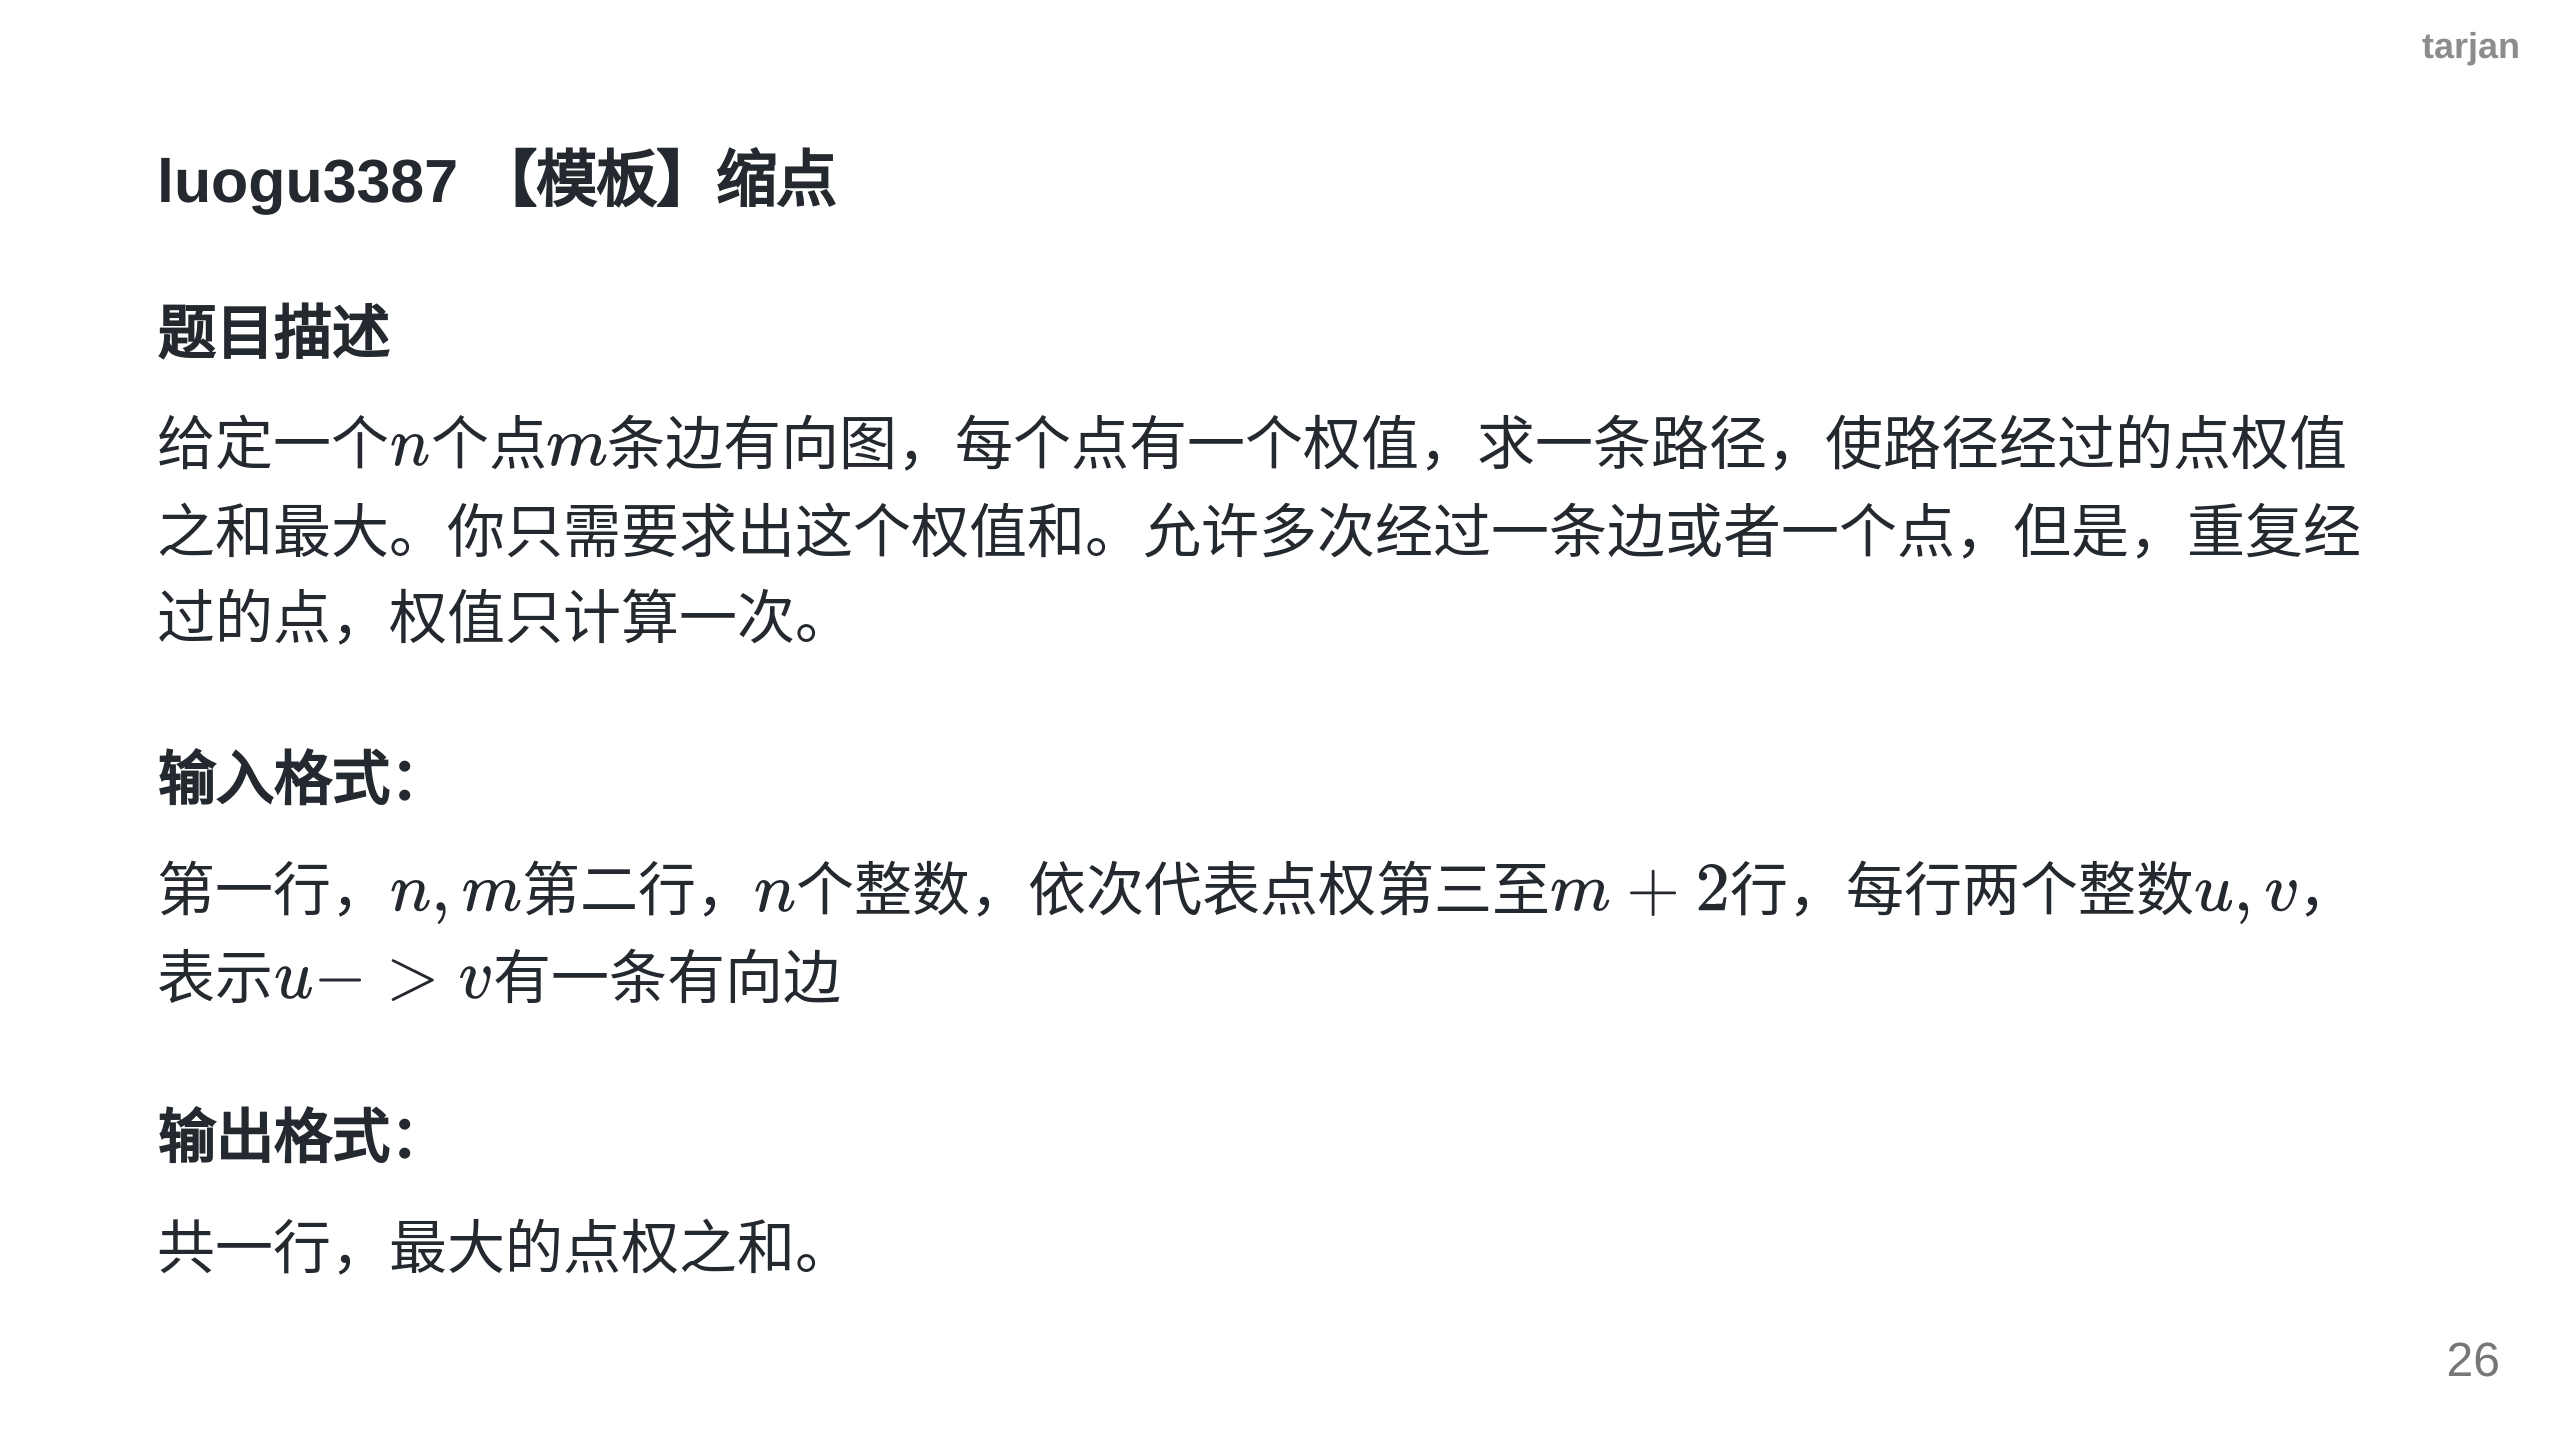 tarjan
luogu3387 【模板】缩点
题目描述
给定一个n个点m条边有向图，每个点有一个权值，求一条路径，使路径经过的点权值
之和最大。你只需要求出这个权值和。允许多次经过一条边或者一个点，但是，重复经
过的点，权值只计算一次。
输入格式：
第一行，n, m第二行，n个整数，依次代表点权第三至m + 2行，每行两个整数u, v，
表示u− > v有一条有向边
输出格式：
共一行，最大的点权之和。
26